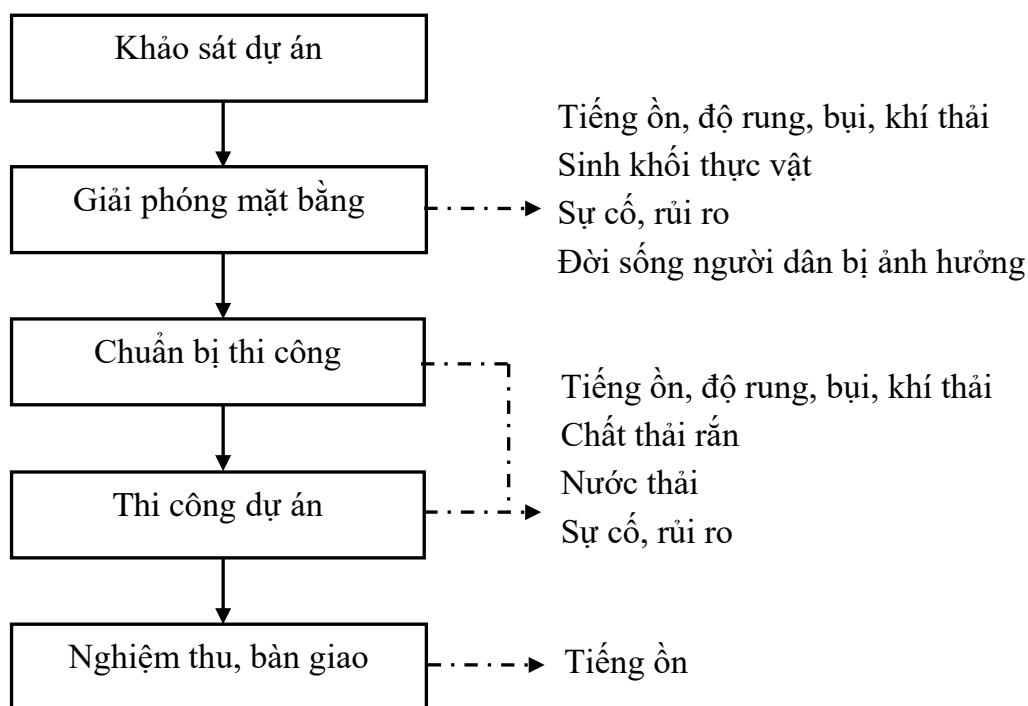 Khảo sát dự án
Tiếng ồn, độ rung, bụi, khí thải
Sinh khối thực vật
Giải phóng mặt bằng
Sự cố, rủi ro
Đời sống người dân bị ảnh hưởng
Chuẩn bị thi công
Tiếng ồn, độ rung, bụi, khí thải
Chất thải rắn
Nước thải
Thi công dự án
Sự cố, rủi ro
Nghiệm thu, bàn giao
Tiếng ồn